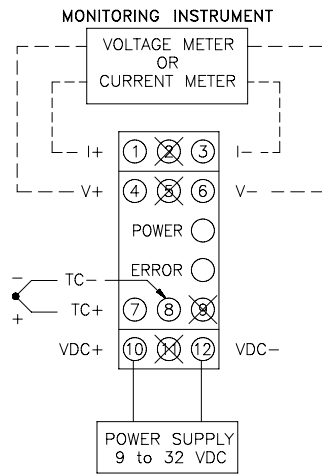 MONITORING INSTRUMENT
VOLTAGE METER
OR
CURRENT METER
I+ 1 2 3 I−
V+ 4 5 6 V−
POWER
ERROR
− TC−
+ TC+ 7 8 9
VDC+ 10 11 12 VDC−
POWER SUPPLY
9 to 32 VDC